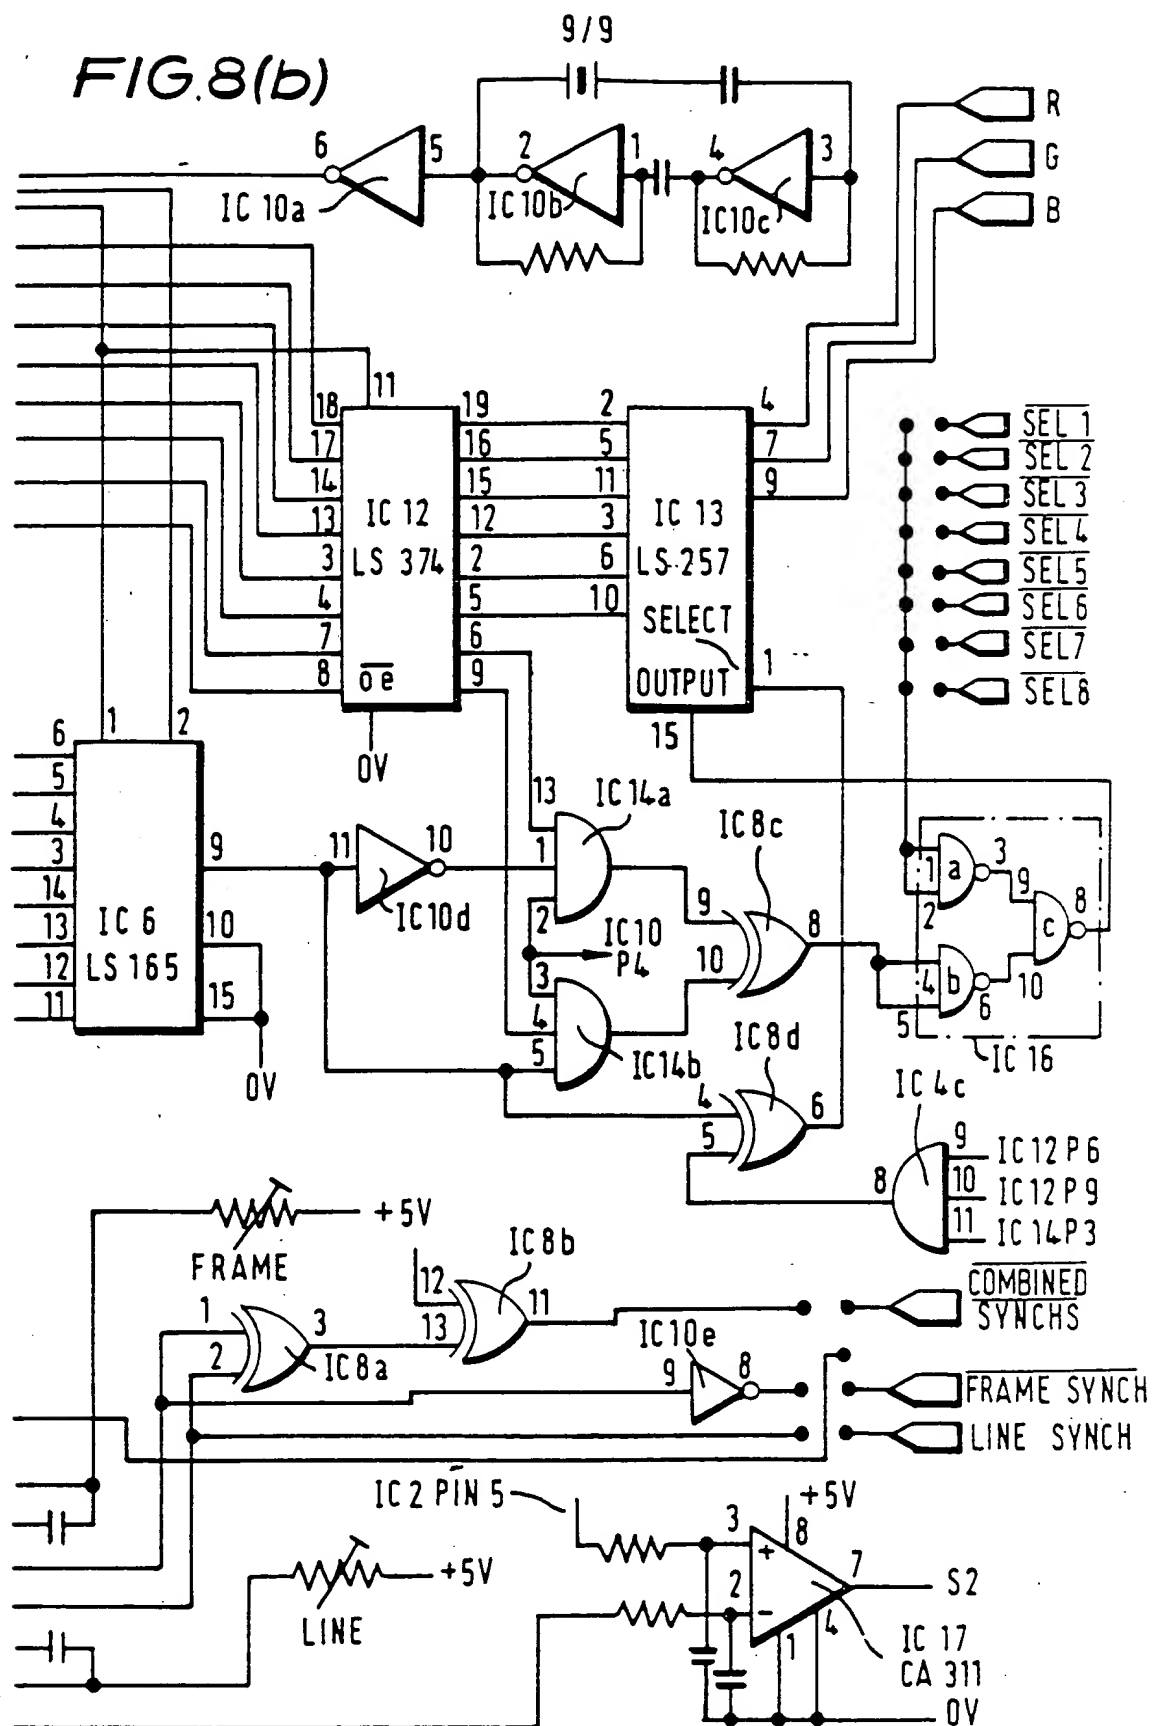 9/9
FIG.8(b)
R
G
B
6
5
2
1
4
3
IC 10a
IC10b
IC10c
11
18
17
14
13
3
4
7
8
IC 12
LS 374
oe
0V
19
16
15
12
2
5
6
9
2
5
11
3
6
10
IC 13
LS 257
SELECT
OUTPUT
4
7
9
1
15
SEL 1
SEL 2
SEL 3
SEL 4
SEL5
SEL6
SEL7
SEL8
1
2
6
5
4
3
14
13
12
11
IC 6
LS 165
9
10
15
0V
11
10
IC10d
13
1
2
IC 14a
IC10
P4
3
4
5
IC14b
IC8c
9
10
8
IC8d
4
5
6
1
2
a
3
9
4
5
b
6
10
c
8
IC 16
IC 4c
8
9
10
11
IC12 P6
IC12 P9
IC14P3
+5V
FRAME
IC8b
12
13
11
1
2
3
IC8a
COMBINED
SYNCHS
IC10e
9
8
FRAME SYNCH
LINE SYNCH
IC 2 PIN 5
+5V
3
8
+
7
S2
2
-
1
4
+5V
LINE
IC 17
CA 311
0V